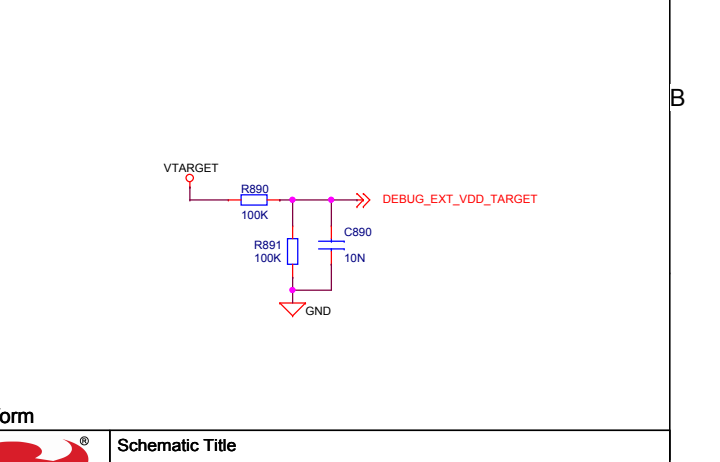 B
VTARGET
R890
100K
DEBUG_EXT_VDD_TARGET
C890
10N
R891
100K
GND
orm
®
Schematic Title